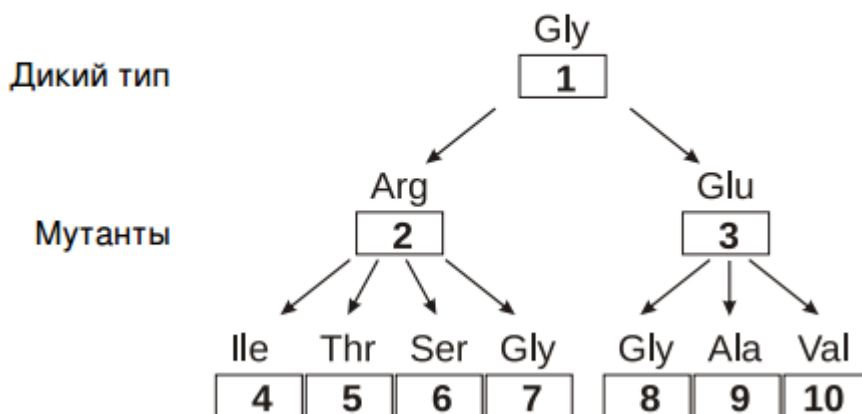 Gly
Дикий тип 1
Arg Glu
Мутанты 2 3
Ile Thr Ser Gly Gly Ala Val
4 5 6 7 8 9 10